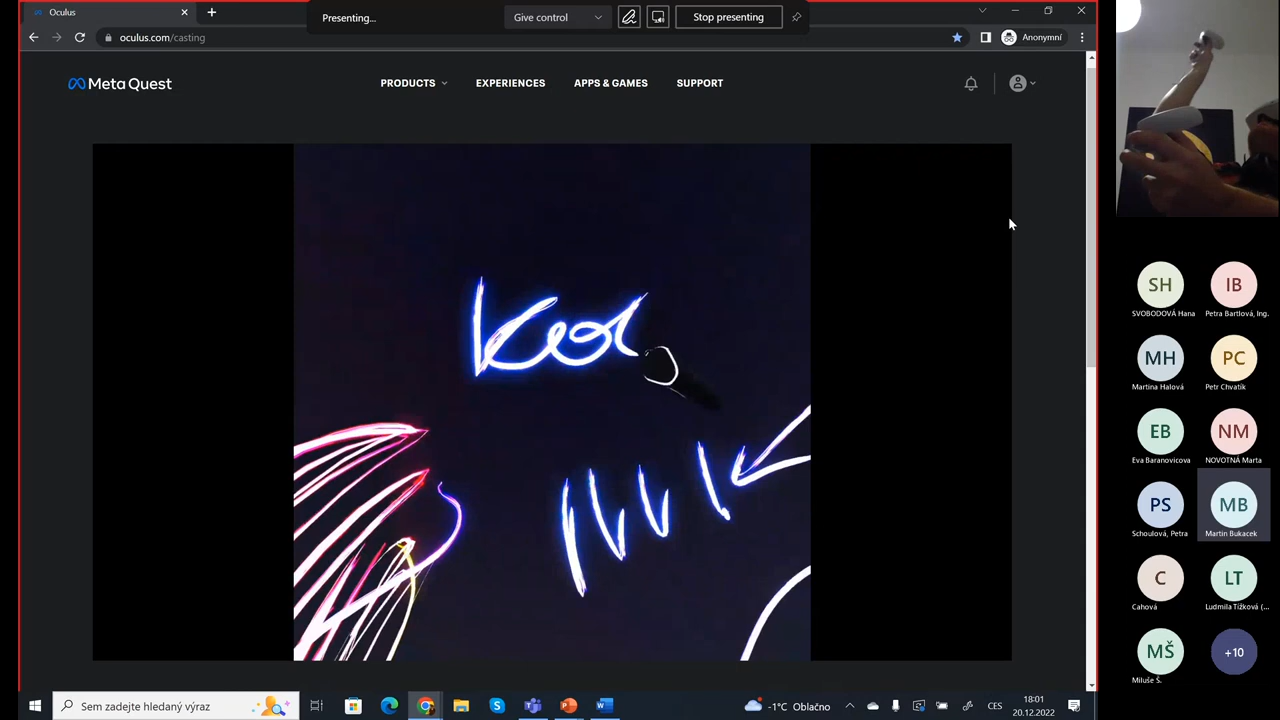 Oculus
Presenting...
Give control
Stop presenting
oculus.com/casting
Anonymní
Meta Quest
PRODUCTS
EXPERIENCES
APPS & GAMES
SUPPORT
SH
SVOBODOVÁ Hana
IB
Petra Bartlová, Ing.
MH
Martina Halová
PC
Petr Chvatík
EB
Eva Baranovicova
NM
NOVOTNÁ Marta
PS
Schoulová, Petra
MB
Martin Bukacek
C
Cahová
LT
Ludmila Tížková (...
MŠ
Miluše Š.
+10
Sem zadejte hledaný výraz
-1°C Oblačno
CES
18:01
20.12.2022